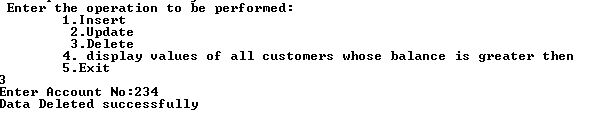 Enter the operation to be performed:
1.Insert
2.Update
3.Delete
4. display values of all customers whose balance is greater then
5.Exit
3
Enter Account No:234
Data Deleted successfully